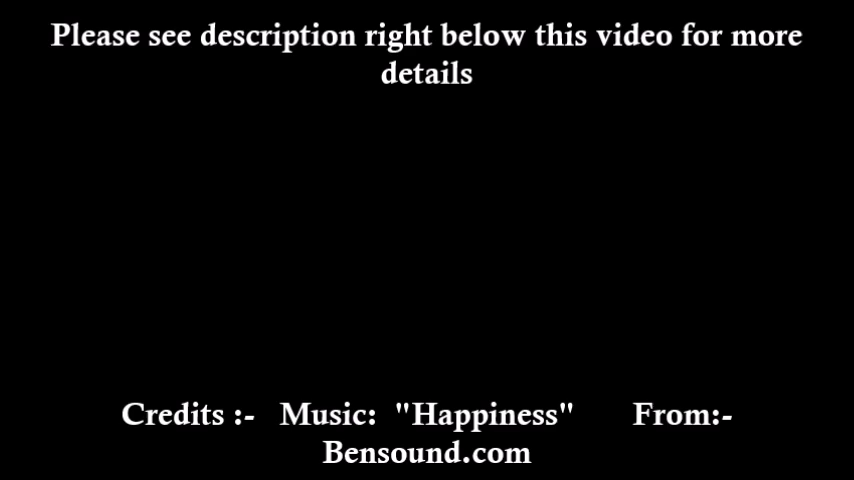 Please see description right below this video for more
details
Credits :-   Music:  "Happiness"       From:-
Bensound.com